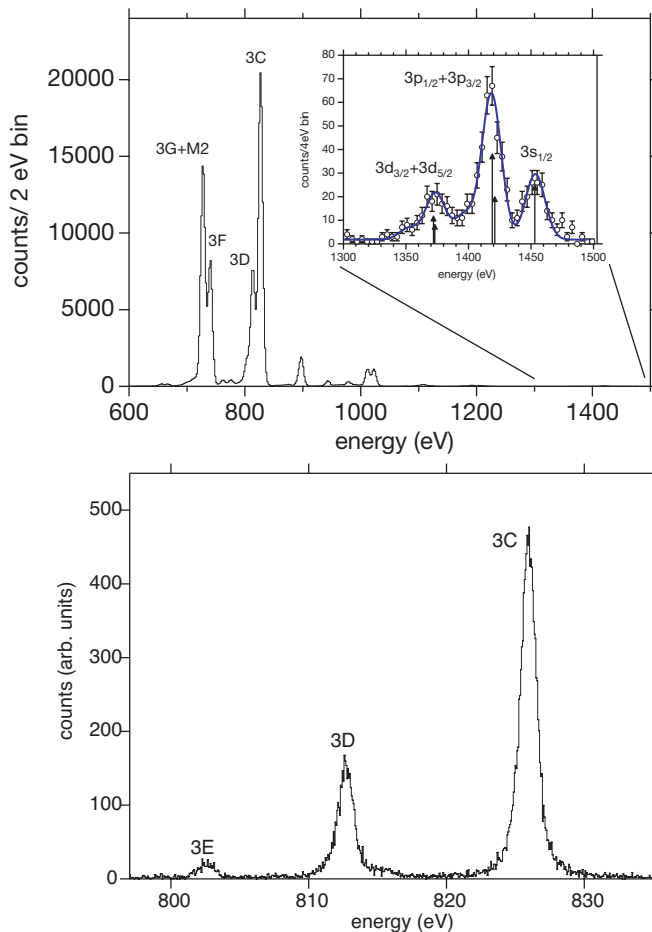 3C
20000
80
70
3p1/2+3p3/2
60
50
3G+M2
40
3d3/2+3d5/2
3s1/2
15000
30
3F
20
10
3D
0
10000
1300 1350 1400 1450 1500
energy (eV)
counts/4eV bin
counts/ 2 eV bin
5000
0
600 800 1000 1200 1400
energy (eV)
500
3C
400
300
counts (arb. units)
200
3D
100
3E
0
800 810 820 830
energy (eV)